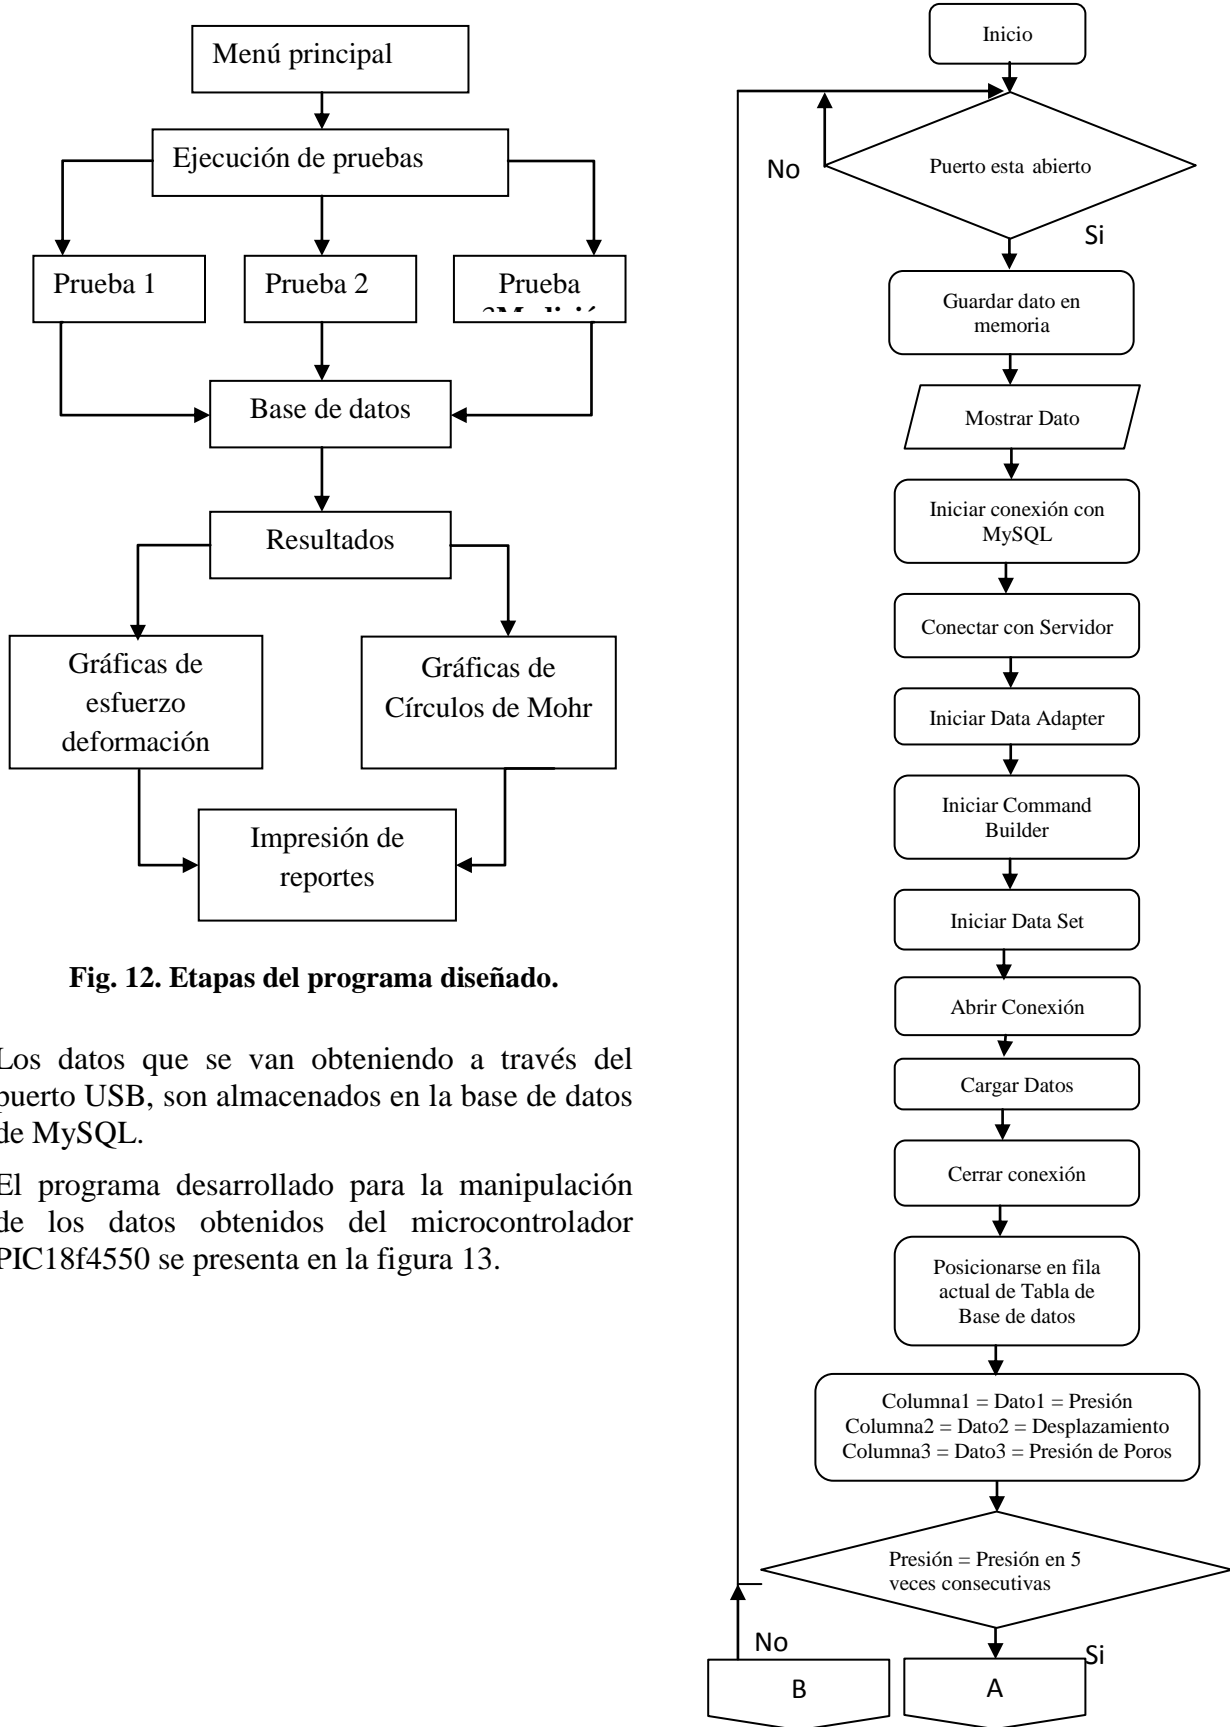 Menú principal
Ejecución de pruebas
Prueba 1
Prueba 2
Prueba
Base de datos
Resultados
Gráficas de
esfuerzo
deformación
Gráficas de
Círculos de Mohr
Impresión de
reportes
Fig. 12. Etapas del programa diseñado.
Los datos que se van obteniendo a través del
puerto USB, son almacenados en la base de datos
de MySQL.
El programa desarrollado para la manipulación
de los datos obtenidos del microcontrolador
PIC18f4550 se presenta en la figura 13.
Inicio
No
Puerto esta abierto
Si
Guardar dato en
memoria
Mostrar Dato
Iniciar conexión con
MySQL
Conectar con Servidor
Iniciar Data Adapter
Iniciar Command
Builder
Iniciar Data Set
Abrir Conexión
Cargar Datos
Cerrar conexión
Posicionarse en fila
actual de Tabla de
Base de datos
Columna1 = Dato1 = Presión
Columna2 = Dato2 = Desplazamiento
Columna3 = Dato3 = Presión de Poros
Presión = Presión en 5
veces consecutivas
No
Si
B
A